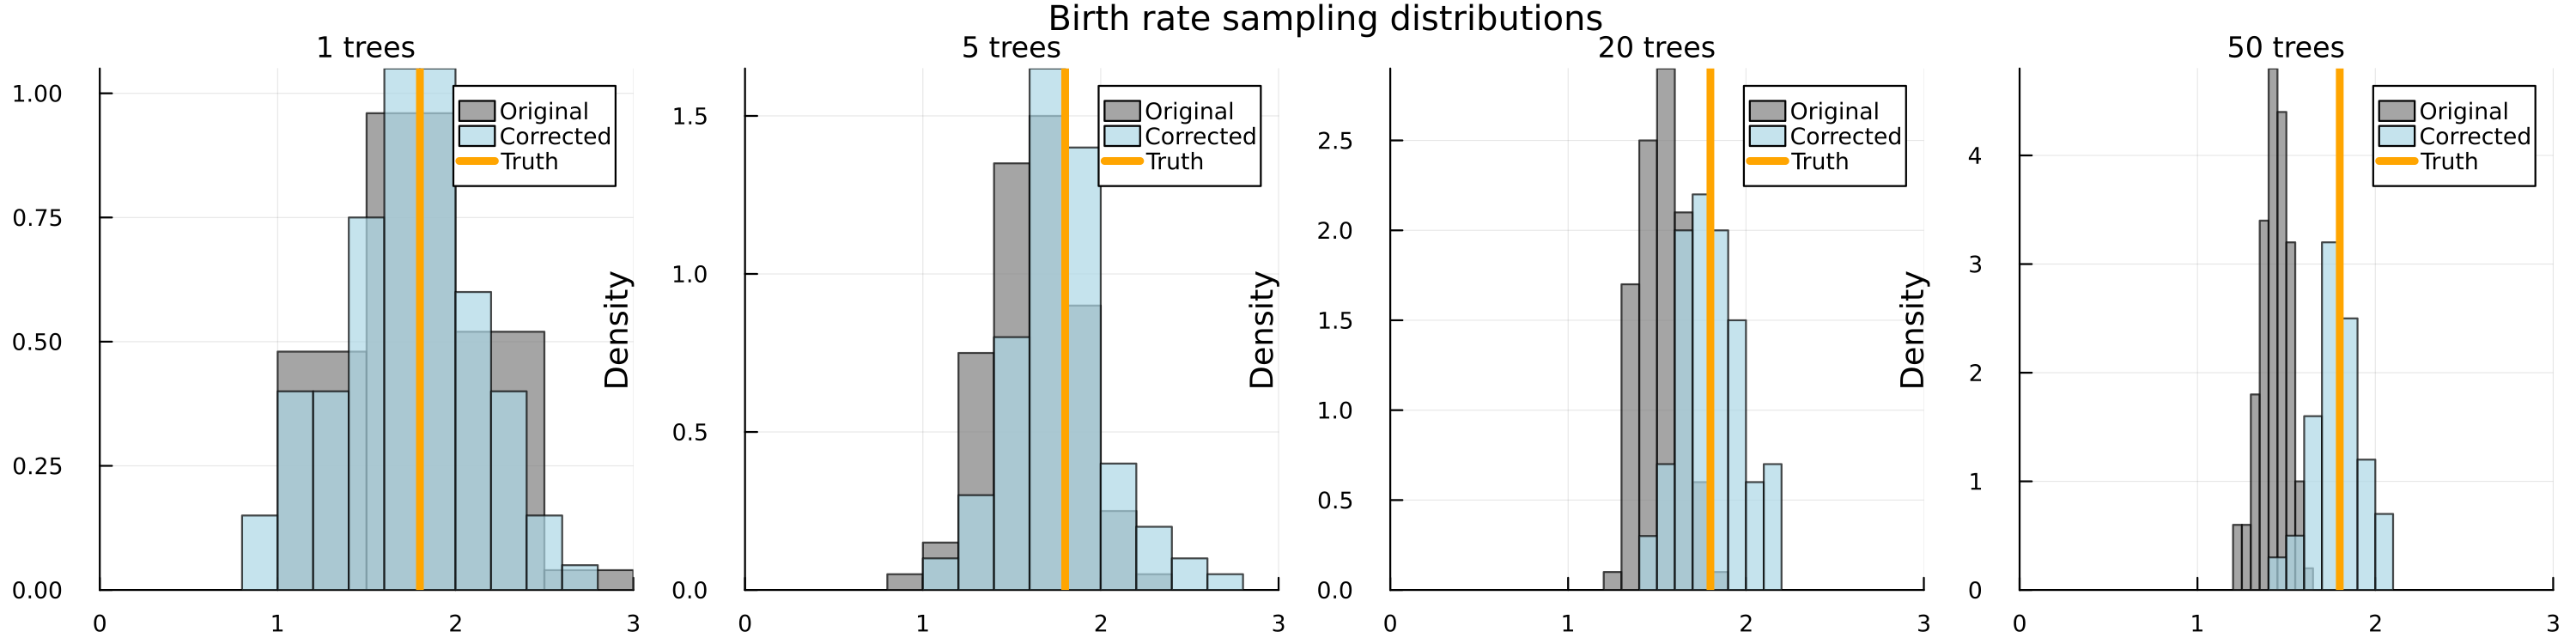 Birth rate sampling distributions
1 trees
1.00
0.75
0.50
0.25
0.00
0 1 2 3
Original
Corrected
Truth
Density
5 trees
1.5
1.0
0.5
0.0
0 1 2 3
Original
Corrected
Truth
Density
20 trees
2.5
2.0
1.5
1.0
0.5
0.0
0 1 2 3
Original
Corrected
Truth
Density
50 trees
4
3
2
1
0
0 1 2 3
Original
Corrected
Truth